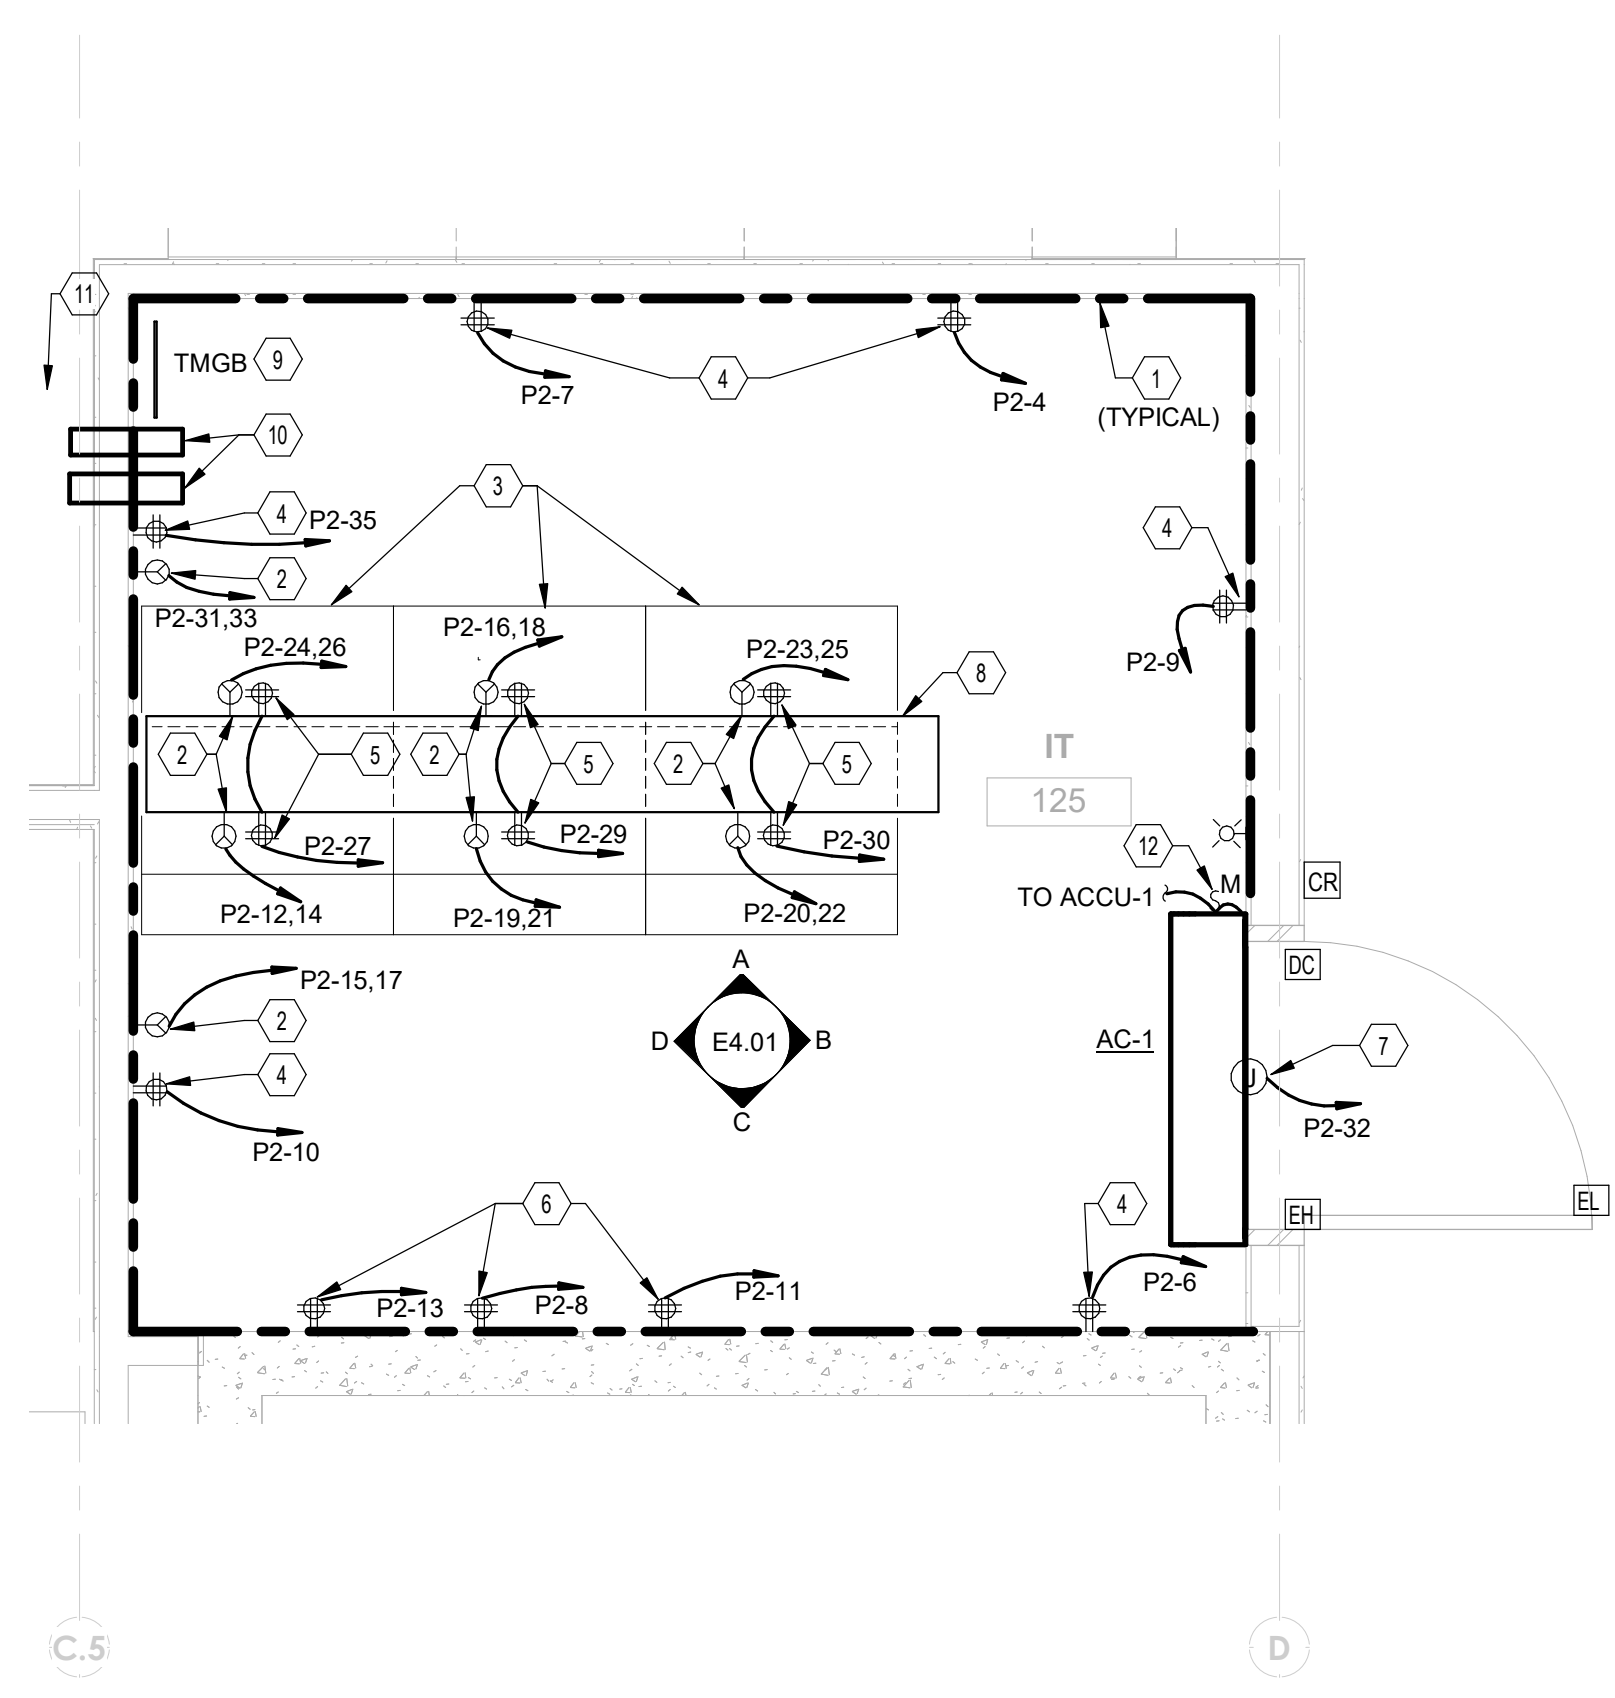 11
TMGB
9
4
P2-7
P2-4
1
(TYPICAL)
10
3
4
P2-35
4
2
P2-31,33
P2-24,26
P2-16,18
P2-23,25
P2-9
8
2
5
2
5
2
5
IT
125
P2-27
P2-29
P2-30
12
M
TO ACCU-1
CR
P2-12,14
P2-19,21
P2-20,22
A
DC
P2-15,17
2
D
E4.01
B
AC-1
7
4
J
C
P2-32
P2-10
6
4
EL
EH
P2-13
P2-8
P2-11
P2-6
C.5
D